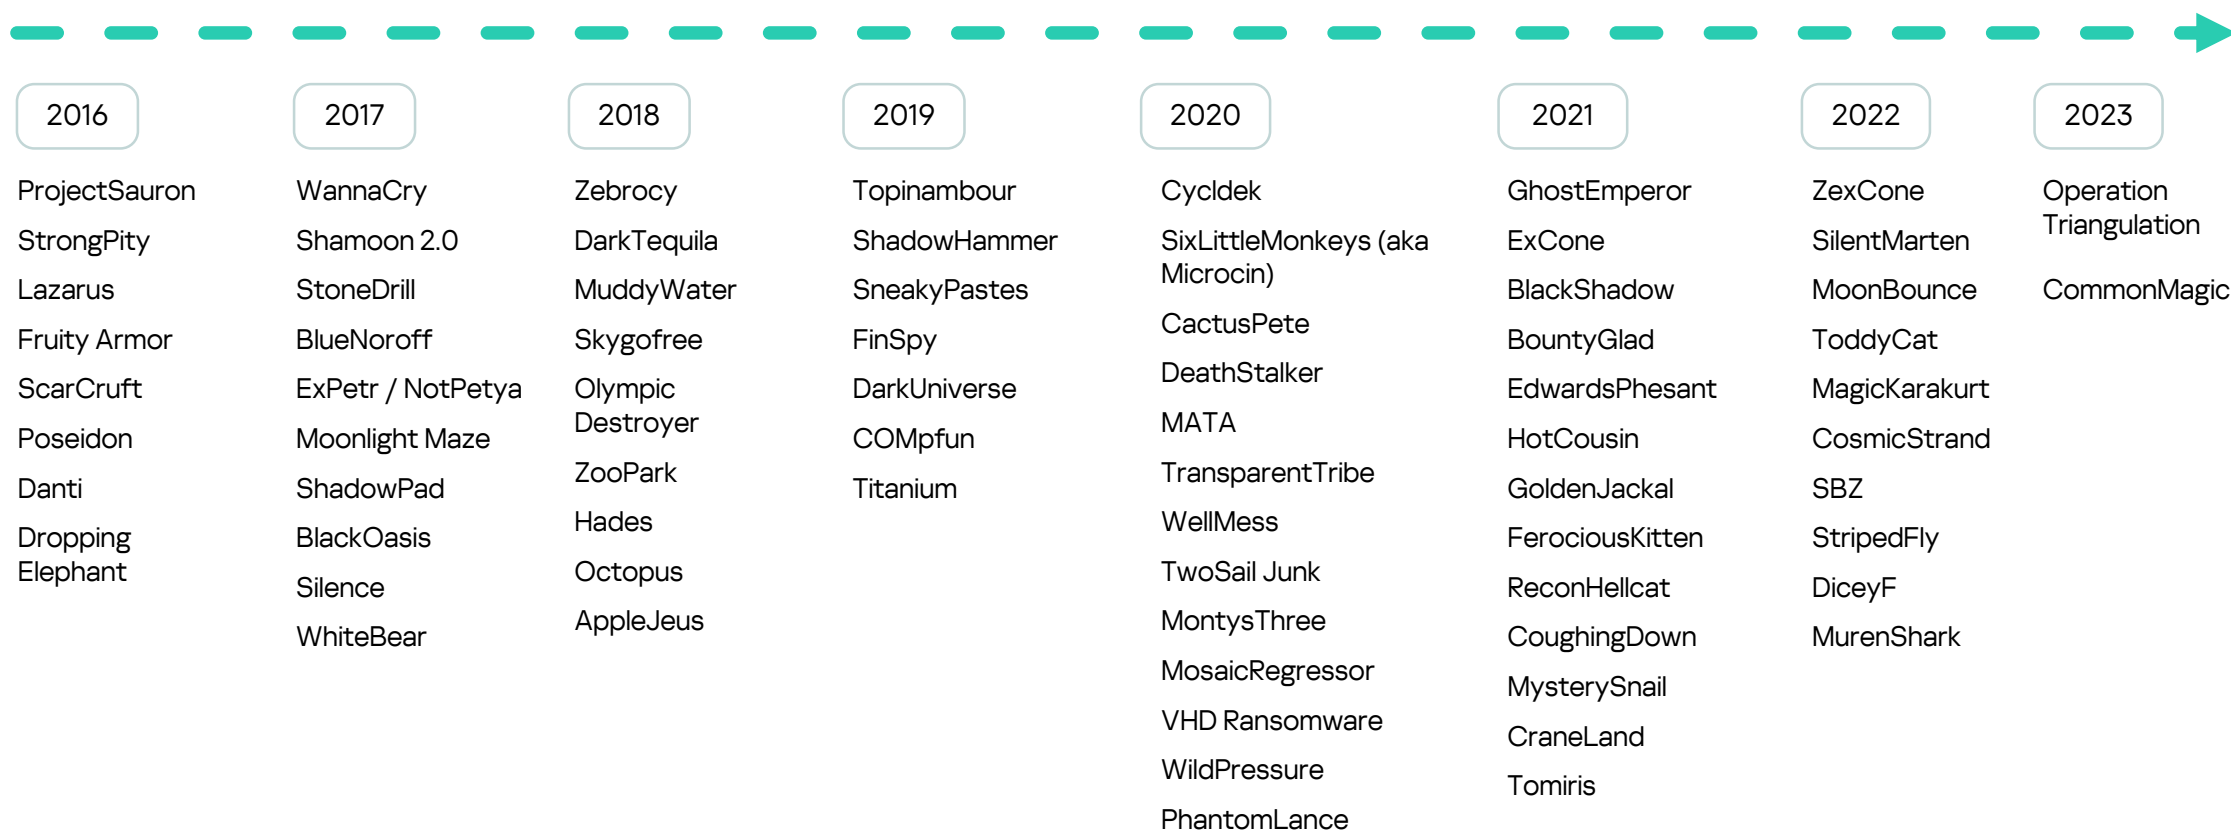 2016
ProjectSauron
StrongPity
Lazarus
Fruity Armor
ScarCruft
Poseidon
Danti
Dropping
Elephant
2017
WannaCry
Shamoon 2.0
StoneDrill
BlueNoroff
ExPetr / NotPetya
Moonlight Maze
ShadowPad
BlackOasis
Silence
WhiteBear
2018
Zebrocy
DarkTequila
MuddyWater
Skygofree
Olympic
Destroyer
ZooPark
Hades
Octopus
AppleJeus
2019
Topinambour
ShadowHammer
SneakyPastes
FinSpy
DarkUniverse
COMpfun
Titanium
2020
Cycldek
SixLittleMonkeys (aka
Microcin)
CactusPete
DeathStalker
MATA
TransparentTribe
WellMess
TwoSail Junk
MontysThree
MosaicRegressor
VHD Ransomware
WildPressure
PhantomLance
2021
GhostEmperor
ExCone
BlackShadow
BountyGlad
EdwardsPhesant
HotCousin
GoldenJackal
FerociousKitten
ReconHellcat
CoughingDown
MysterySnail
CraneLand
Tomiris
2022
ZexCone
SilentMarten
MoonBounce
ToddyCat
MagicKarakurt
CosmicStrand
SBZ
StripedFly
DiceyF
MurenShark
2023
Operation
Triangulation
CommonMagic